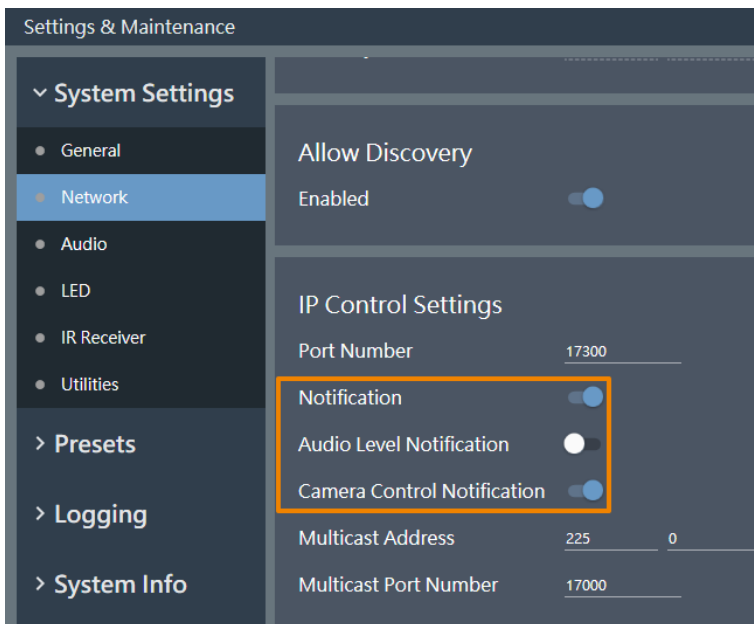 Settings & Maintenance
System Settings
General
Network
Audio
LED
IR Receiver
Utilities
Presets
Logging
System Info
Allow Discovery
Enabled
IP Control Settings
Port Number 17300
Notification
Audio Level Notification
Camera Control Notification
Multicast Address 225 0
Multicast Port Number 17000